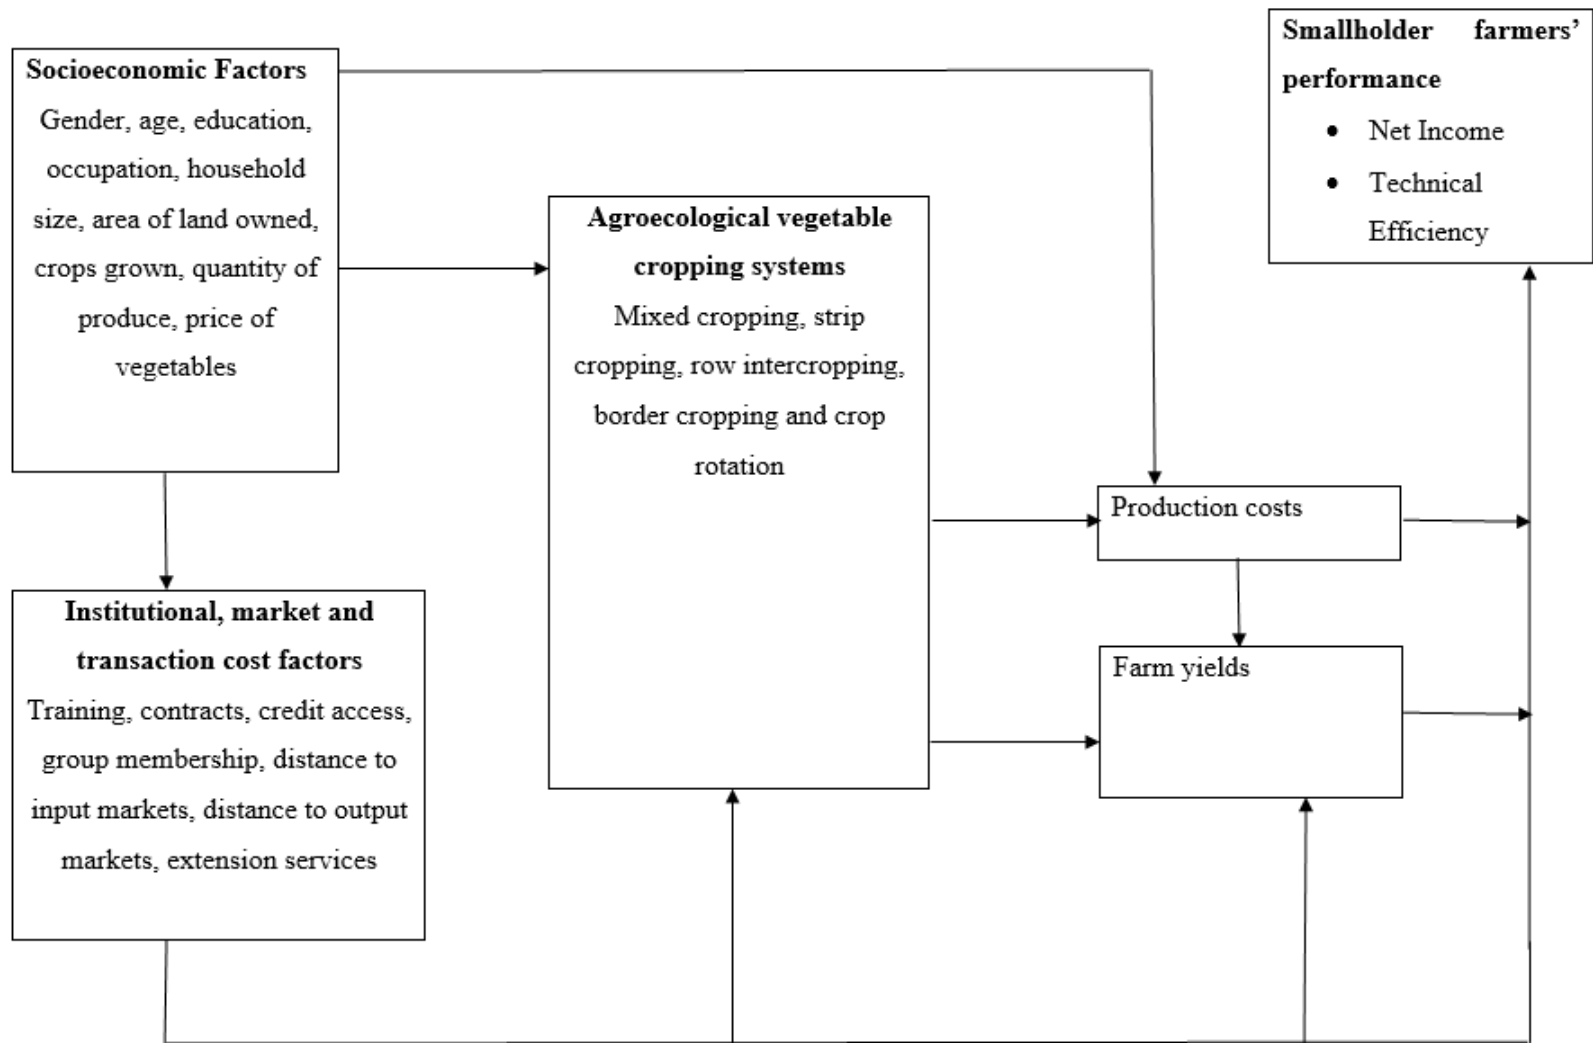 Socioeconomic Factors
Gender, age, education,
occupation, household
size, area of land owned,
crops grown, quantity of
produce, price of
vegetables
Institutional, market and
transaction cost factors
Training, contracts, credit access,
group membership, distance to
input markets, distance to output
markets, extension services
Agroecological vegetable
cropping systems
Mixed cropping, strip
cropping, row intercropping,
border cropping and crop
rotation
Production costs
Farm yields
Smallholder farmers’
performance
• Net Income
• Technical
Efficiency